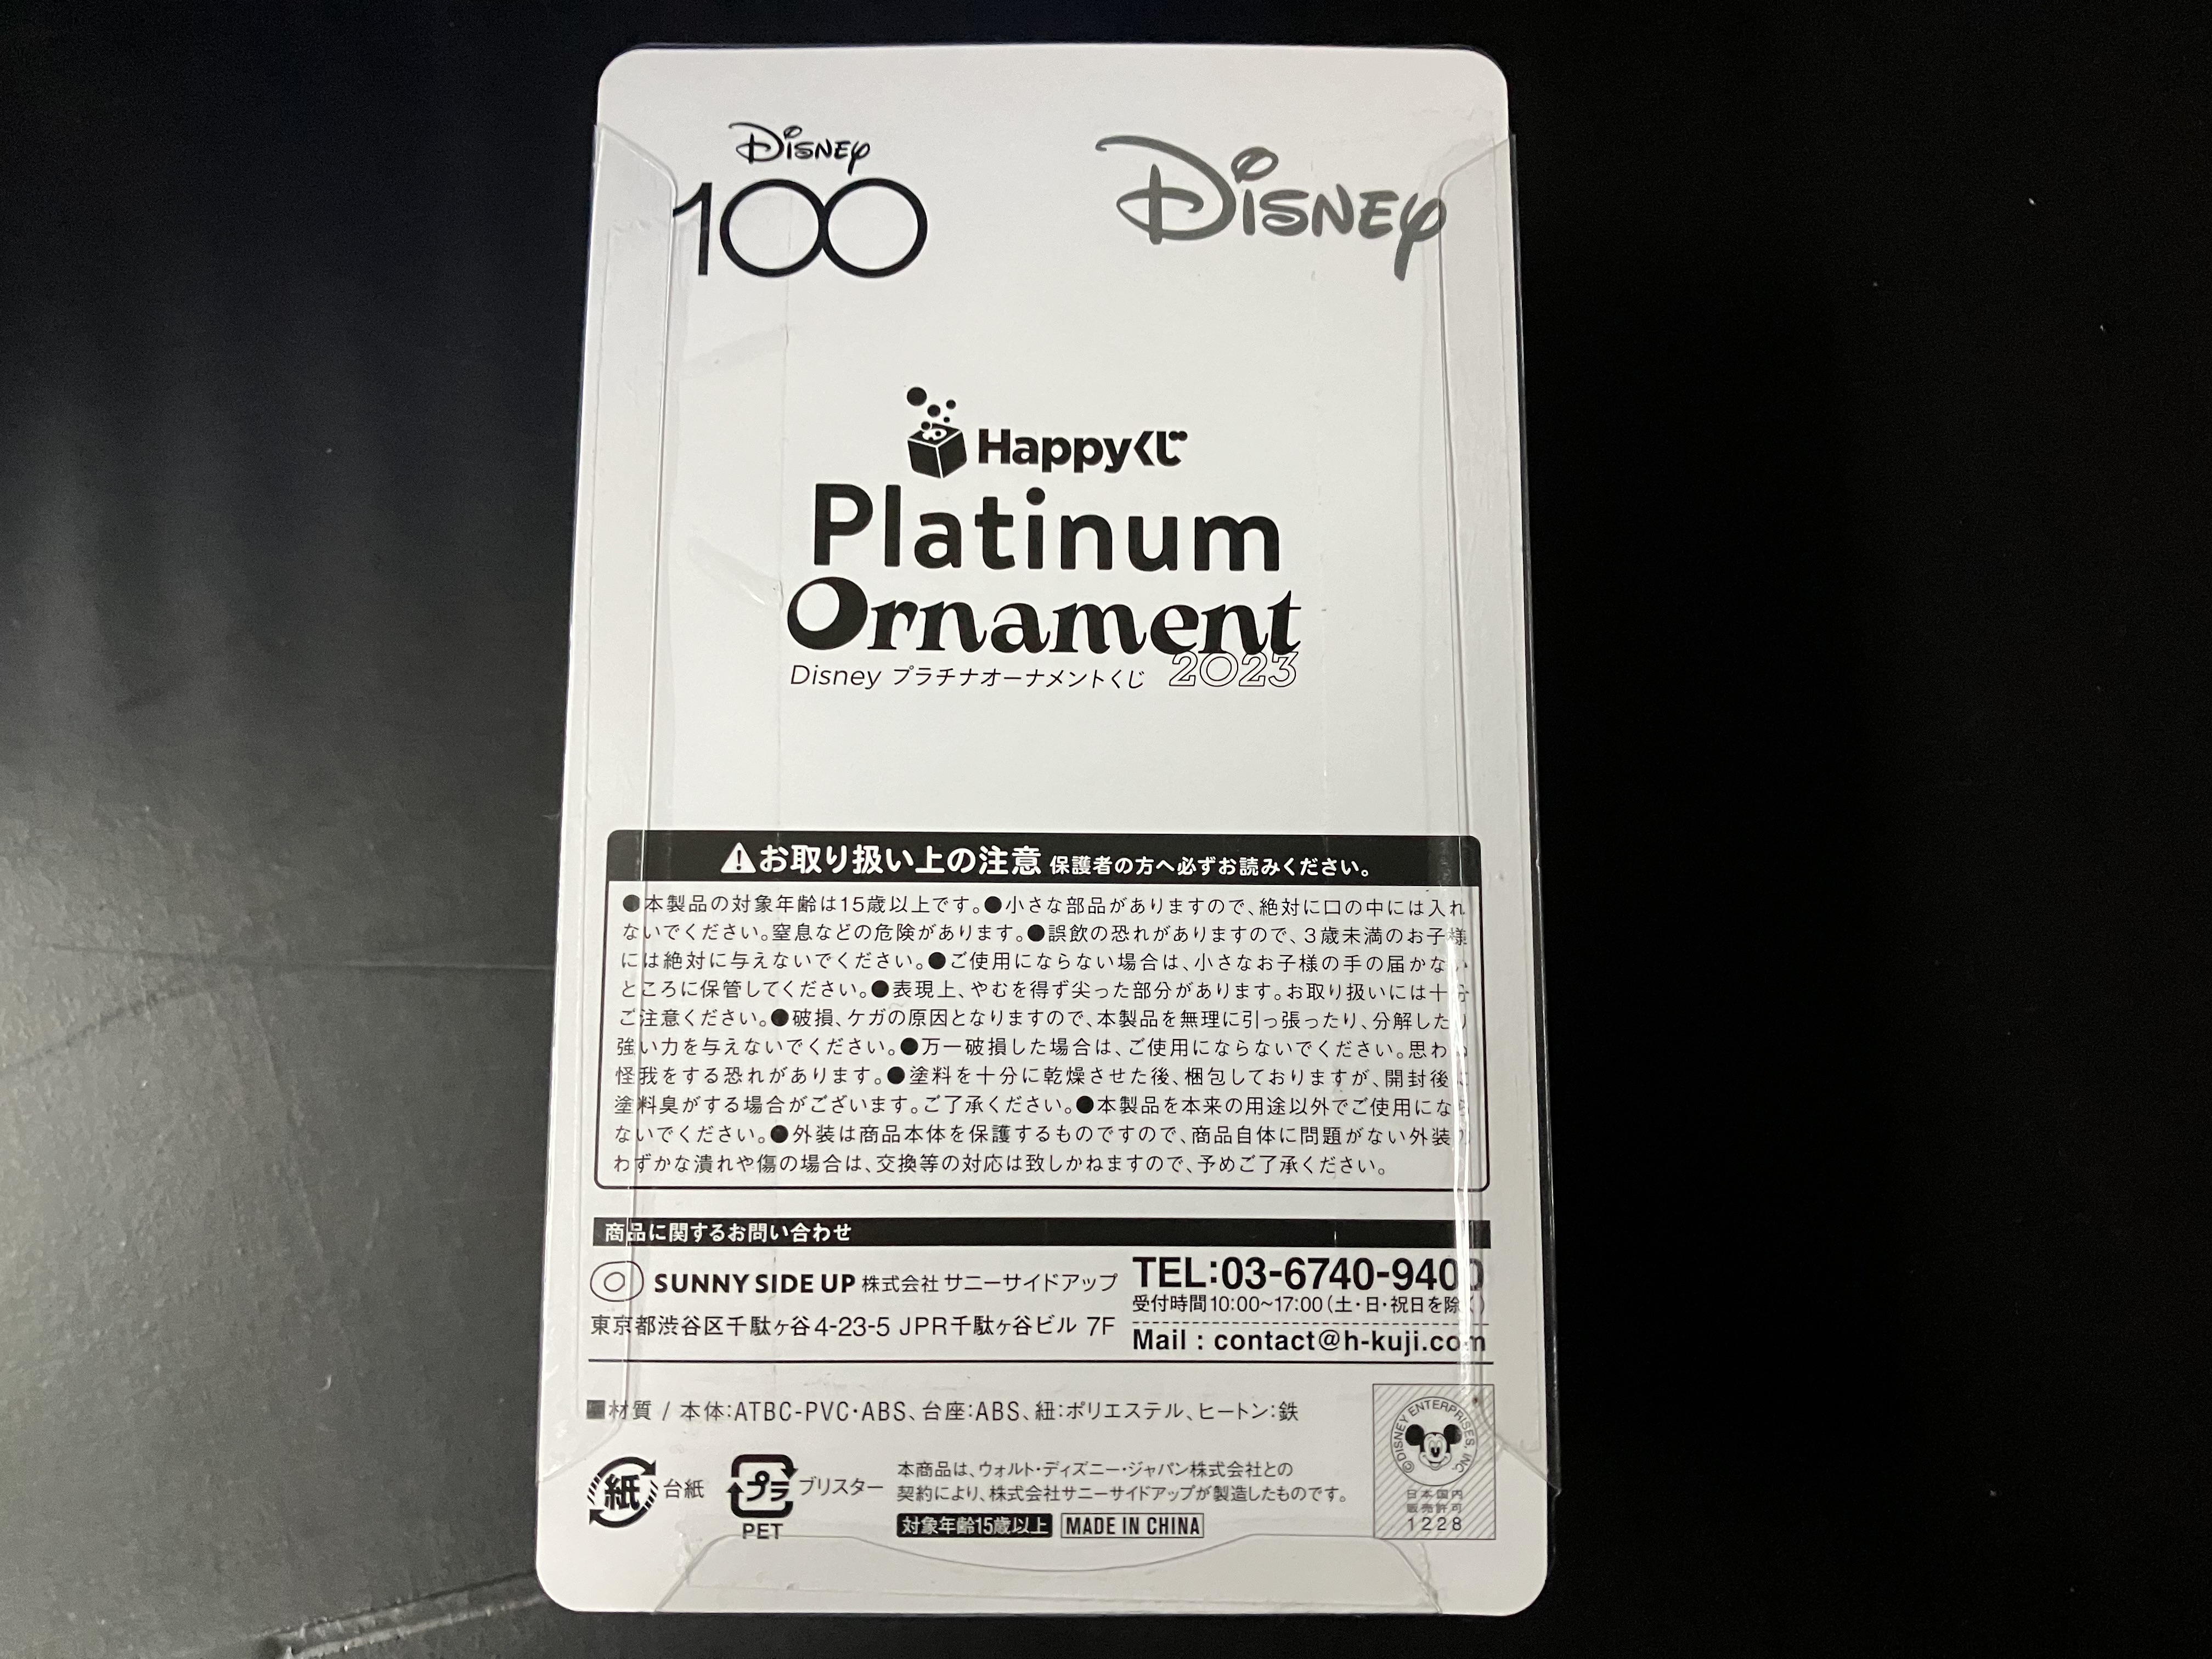 Disney
100
Disney
Happyくじ
Platinum
Ornament
Disney プラチナオーナメントくじ 2023
お取り扱い上の注意 保護者の方へ必ずお読みください。
●本製品の対象年齢は15歳以上です。●小さな部品がありますので、絶対に口の中には入れ
ないでください。窒息などの危険があります。●誤飲の恐れがありますので、3歳未満のお子様
には絶対に与えないでください。●ご使用にならない場合は、小さなお子様の手の届かない
ところに保管してください。●表現上、やむを得ず尖った部分があります。お取り扱いには十分
ご注意ください。●破損、ケガの原因となりますので、本製品を無理に引っ張ったり、分解したり
強い力を与えないでください。●万一破損した場合は、ご使用にならないでください。思わぬ
怪我をする恐れがあります。●塗料を十分に乾燥させた後、梱包しておりますが、開封後に
塗料臭がする場合がございます。ご了承ください。●本製品を本来の用途以外でご使用になら
ないでください。●外装は商品本体を保護するものですので、商品自体に問題がない外装の
わずかな潰れや傷の場合は、交換等の対応は致しかねますので、予めご了承ください。
商品に関するお問い合わせ
SUNNY SIDE UP 株式会社 サニーサイドアップ
東京都渋谷区千駄ヶ谷4-23-5 JPR千駄ヶ谷ビル 7F
TEL:03-6740-9400
受付時間10:00~17:00(土・日・祝日を除く)
Mail : contact@h-kuji.com
■材質 / 本体:ATBC-PVC・ABS、台座:ABS、紐:ポリエステル、ヒートン:鉄
紙 台紙
プラ ブリスター
PET
本商品は、ウォルト・ディズニー・ジャパン株式会社との
契約により、株式会社サニーサイドアップが製造したものです。
対象年齢15歳以上 MADE IN CHINA
©DISNEY ENTERPRISES, INC.
日本国内
販売許可
1228